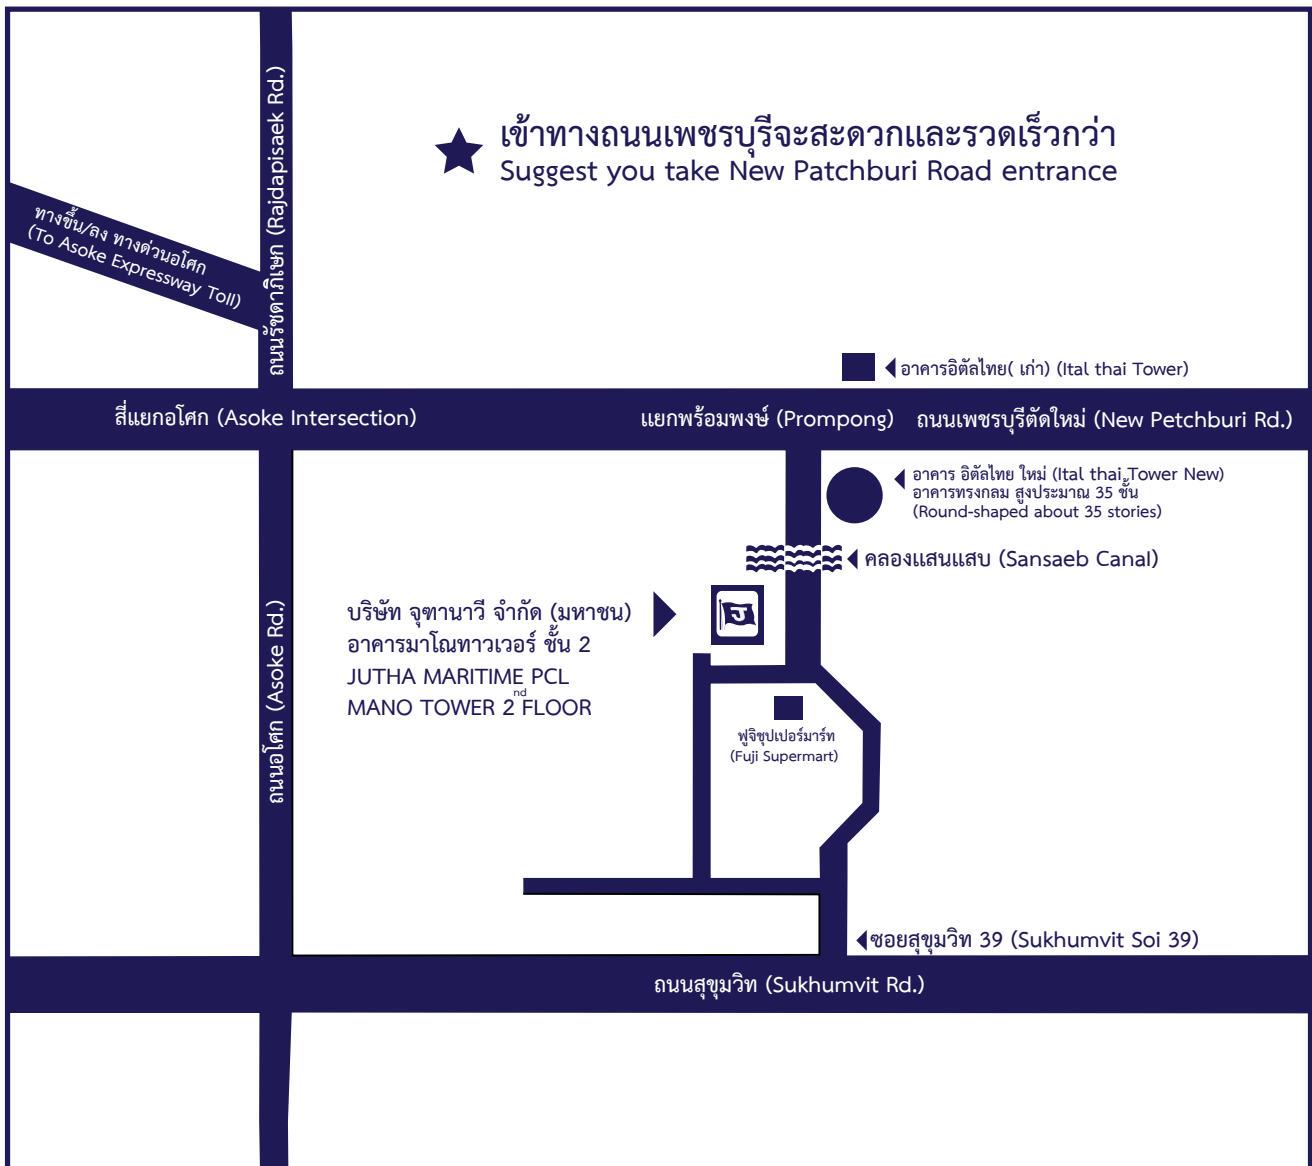 ถนนรัชดาภิเษก (Rajdapisaek Rd.)
เข้าทางถนนเพชรบุรีจะสะดวกและรวดเร็วกว่า
Suggest you take New Patchburi Road entrance
ทางขึ้น/ลง ทางด่วนอโศก
(To Asoke Expressway Toll)
อาคารอิตัลไทย( เก่า) (Ital thai Tower)
สี่แยกอโศก (Asoke Intersection)
แยกพร้อมพงษ์ (Prompong)
ถนนเพชรบุรีตัดใหม่ (New Petchburi Rd.)
อาคาร อิตัลไทย ใหม่ (Ital thai Tower New)
อาคารทรงกลม สูงประมาณ 35 ชั้น
(Round-shaped about 35 stories)
คลองแสนแสบ (Sansaeb Canal)
J
บริษัท จุฑานาวี จำกัด (มหาชน)
อาคารมาโณทาวเวอร์ ชั้น 2
JUTHA MARITIME PCL
MANO TOWER 2nd FLOOR
ถนนอโศก (Asoke Rd.)
ฟูจิซุปเปอร์มาร์ท
(Fuji Supermart)
ซอยสุขุมวิท 39 (Sukhumvit Soi 39)
ถนนสุขุมวิท (Sukhumvit Rd.)